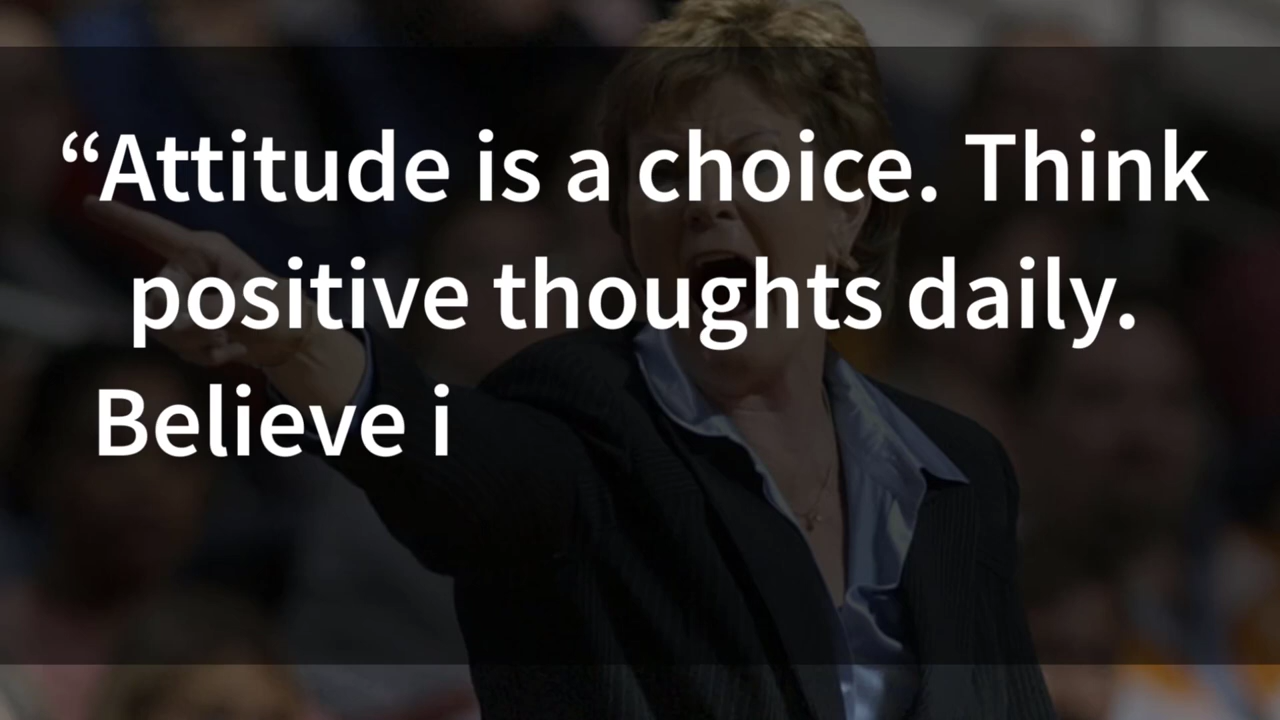 “Attitude is a choice. Think
positive thoughts daily.
Believe i